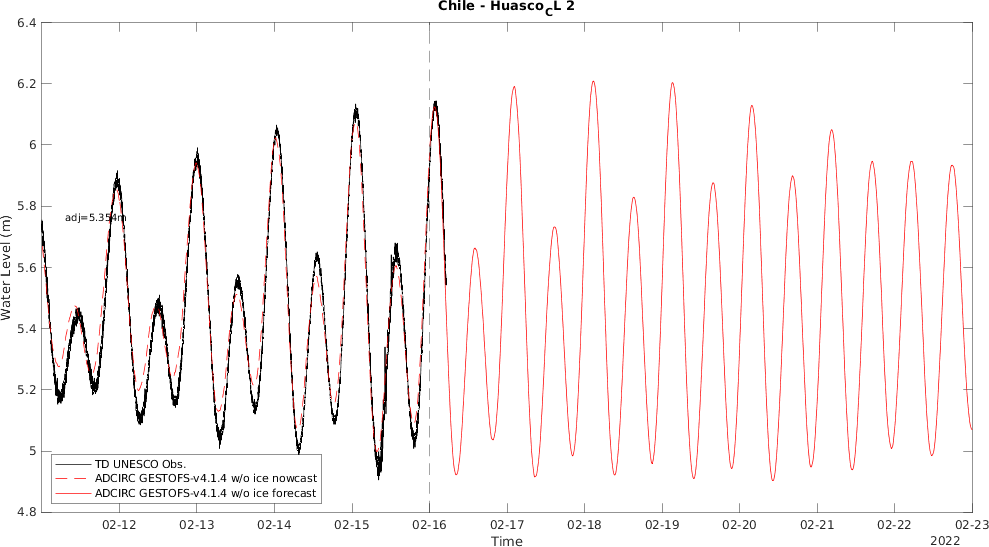 Chile - Huasco_CL 2
6.4
6.2
6
5.8
5.6
5.4
5.2
5
4.8
Water Level (m)
adj=5.354m
TD UNESCO Obs.
ADCIRC GESTOFS-v4.1.4 w/o ice nowcast
ADCIRC GESTOFS-v4.1.4 w/o ice forecast
02-12 02-13 02-14 02-15 02-16 02-17 02-18 02-19 02-20 02-21 02-22 02-23
Time
2022